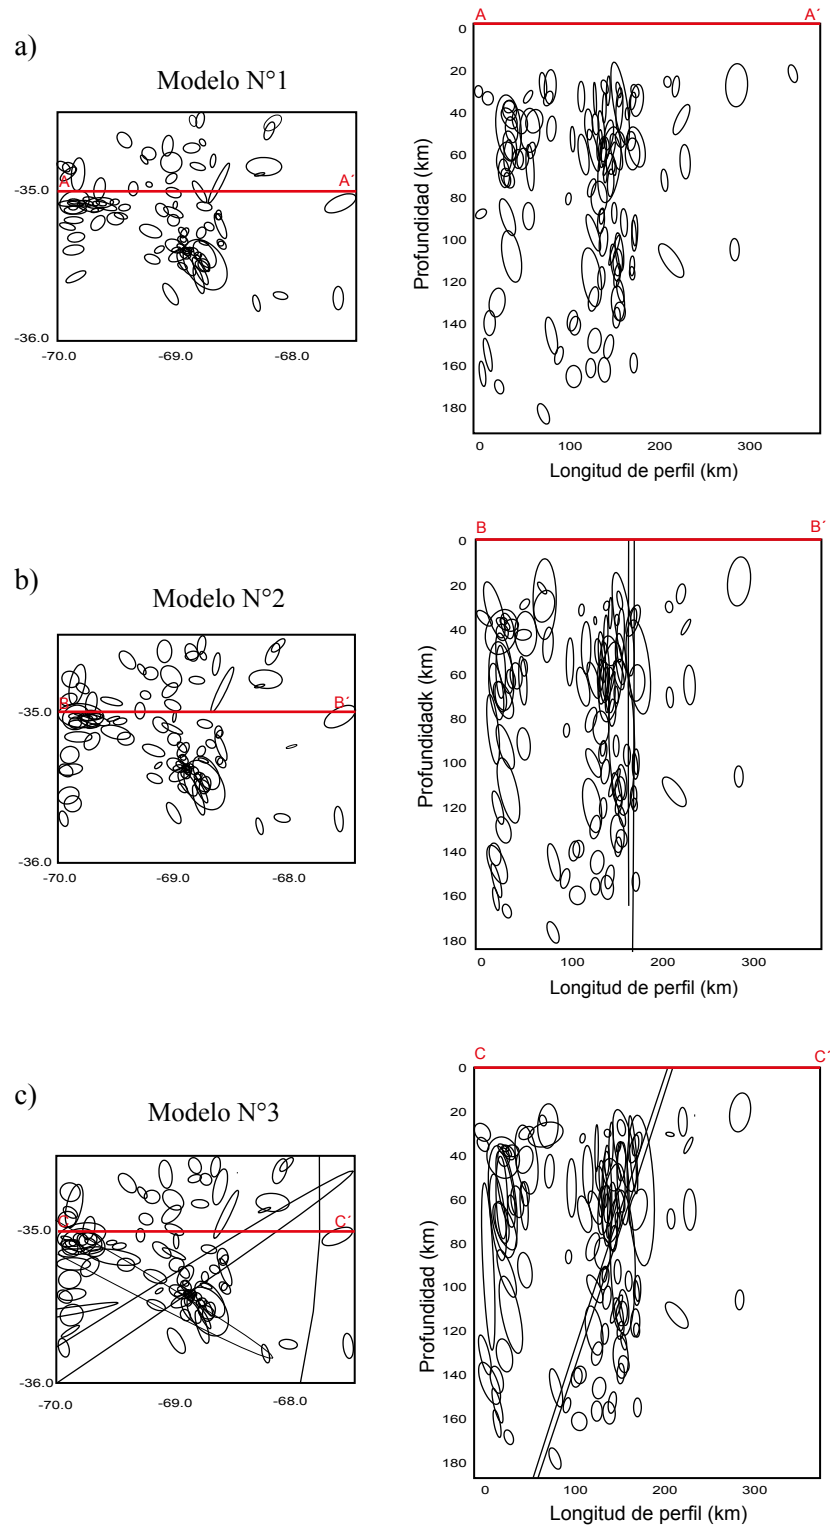 a)
Modelo N°1
A A´
-35.0
-36.0
-70.0 -69.0 -68.0
A A´
0
20
40
60
80
100
120
140
160
180
Profundidad (km)
0 100 200 300
Longitud de perfil (km)
b)
Modelo N°2
B B´
-35.0
-36.0
-70.0 -69.0 -68.0
B B´
0
20
40
60
80
100
120
140
160
180
Profundidadk (km)
0 100 200 300
Longitud de perfil (km)
c)
Modelo N°3
C C´
-35.0
-36.0
-70.0 -69.0 -68.0
C C´
0
20
40
60
80
100
120
140
160
180
Profundidad (km)
0 100 200 300
Longitud de perfil (km)